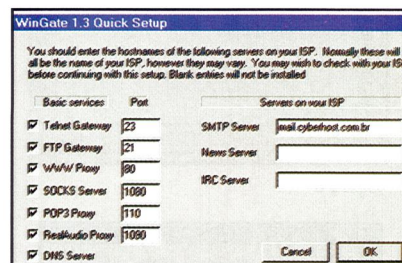 WinGate 1.3 Quick Setup
You should enter the hostnames of the following servers on your ISP. Normally these will
all be the name of your ISP, however they may vary. You may wish to check with your IS
before continuing with this setup. Blank entries will not be installed
Basic services Port Servers on your ISP
Telnet Gateway 23 SMTP Server mail.cyberhost.com.br
FTP Gateway 21 News Server
WWW Proxy 80 IRC Server
SOCKS Server 1080
POP3 Proxy 110
RealAudio Proxy 1090
DNS Server Cancel OK